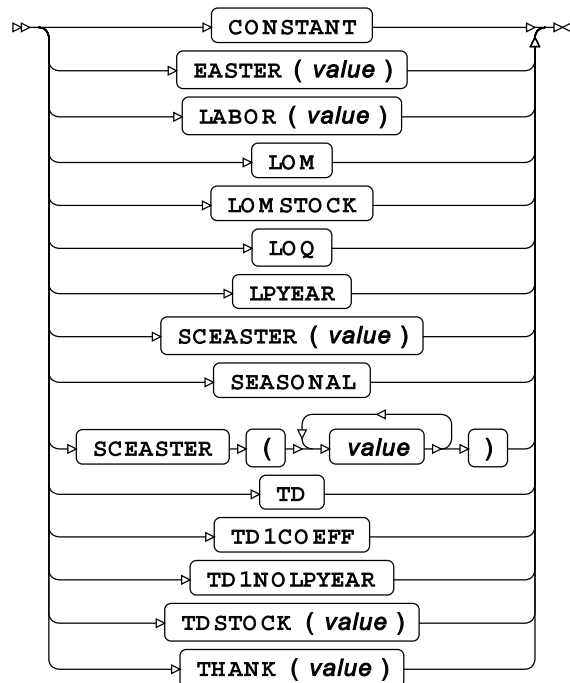 CONSTANT
EASTER ( value )
LABOR ( value )
LOM
LOMSTOCK
LOQ
LPYEAR
SCEASTER ( value )
SEASONAL
SCEASTER ( value )
TD
TD1COEFF
TD1NOLPYEAR
TDSTOCK ( value )
THANK ( value )